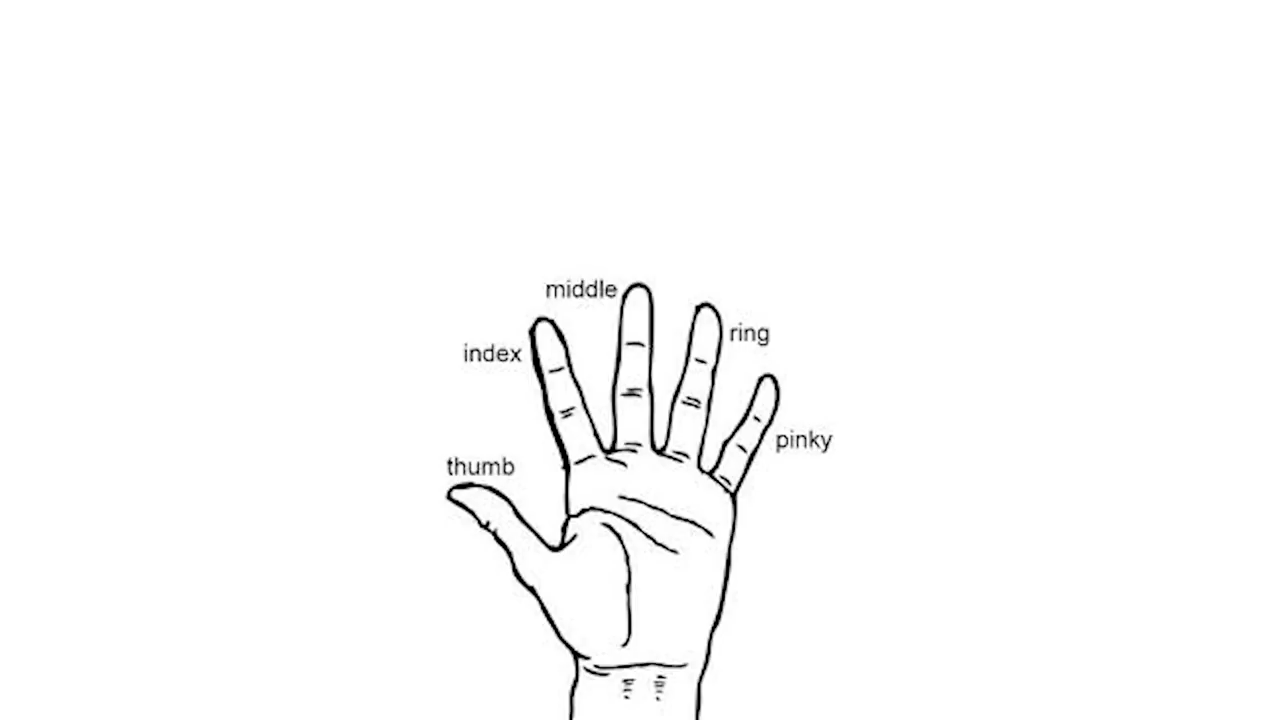 middle
ring
index
pinky
thumb